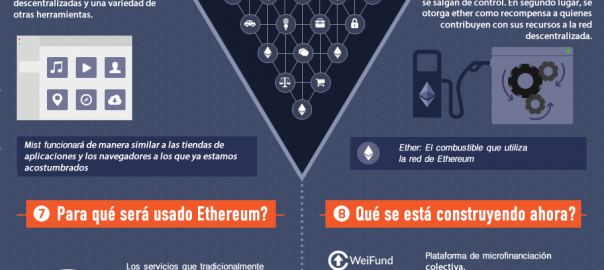 descentralizadas y una variedad de
otras herramientas.
Mist funcionará de manera similar a las tiendas de
aplicaciones y los navegadores a los que ya estamos
acostumbrados
se salgan de control. En segundo lugar, se
otorga ether como recompensa a quienes
contribuyen con sus recursos a la red
descentralizada.
Ether: El combustible que utiliza
la red de Ethereum
7 Para qué será usado Ethereum?
8 Qué se está construyendo ahora?
Los servicios que tradicionalmente
WeiFund
Plataforma de microfinanciación
colectiva.